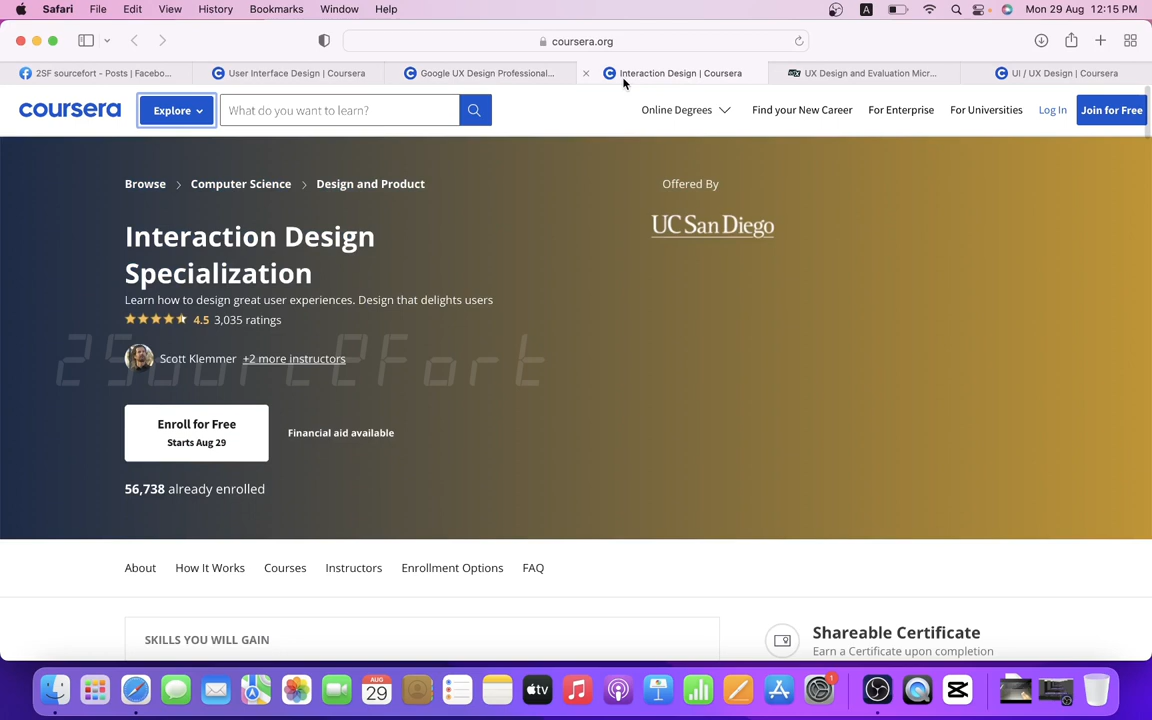 Safari File Edit View History Bookmarks Window Help A Mon 29 Aug 12:15 PM
coursera.org
2SF sourcefort - Posts | Facebo... User Interface Design | Coursera Google UX Design Professional... Interaction Design | Coursera UX Design and Evaluation Micr... UI / UX Design | Coursera
coursera Explore What do you want to learn? Online Degrees Find your New Career For Enterprise For Universities Log In Join for Free
Browse > Computer Science > Design and Product
Offered By
UC San Diego
Interaction Design
Specialization
Learn how to design great user experiences. Design that delights users
4.5 3,035 ratings
2Source2Fort
Scott Klemmer +2 more instructors
Enroll for Free
Starts Aug 29
Financial aid available
56,738 already enrolled
About How It Works Courses Instructors Enrollment Options FAQ
SKILLS YOU WILL GAIN
Shareable Certificate
Earn a Certificate upon completion
AUG
29
tv
1